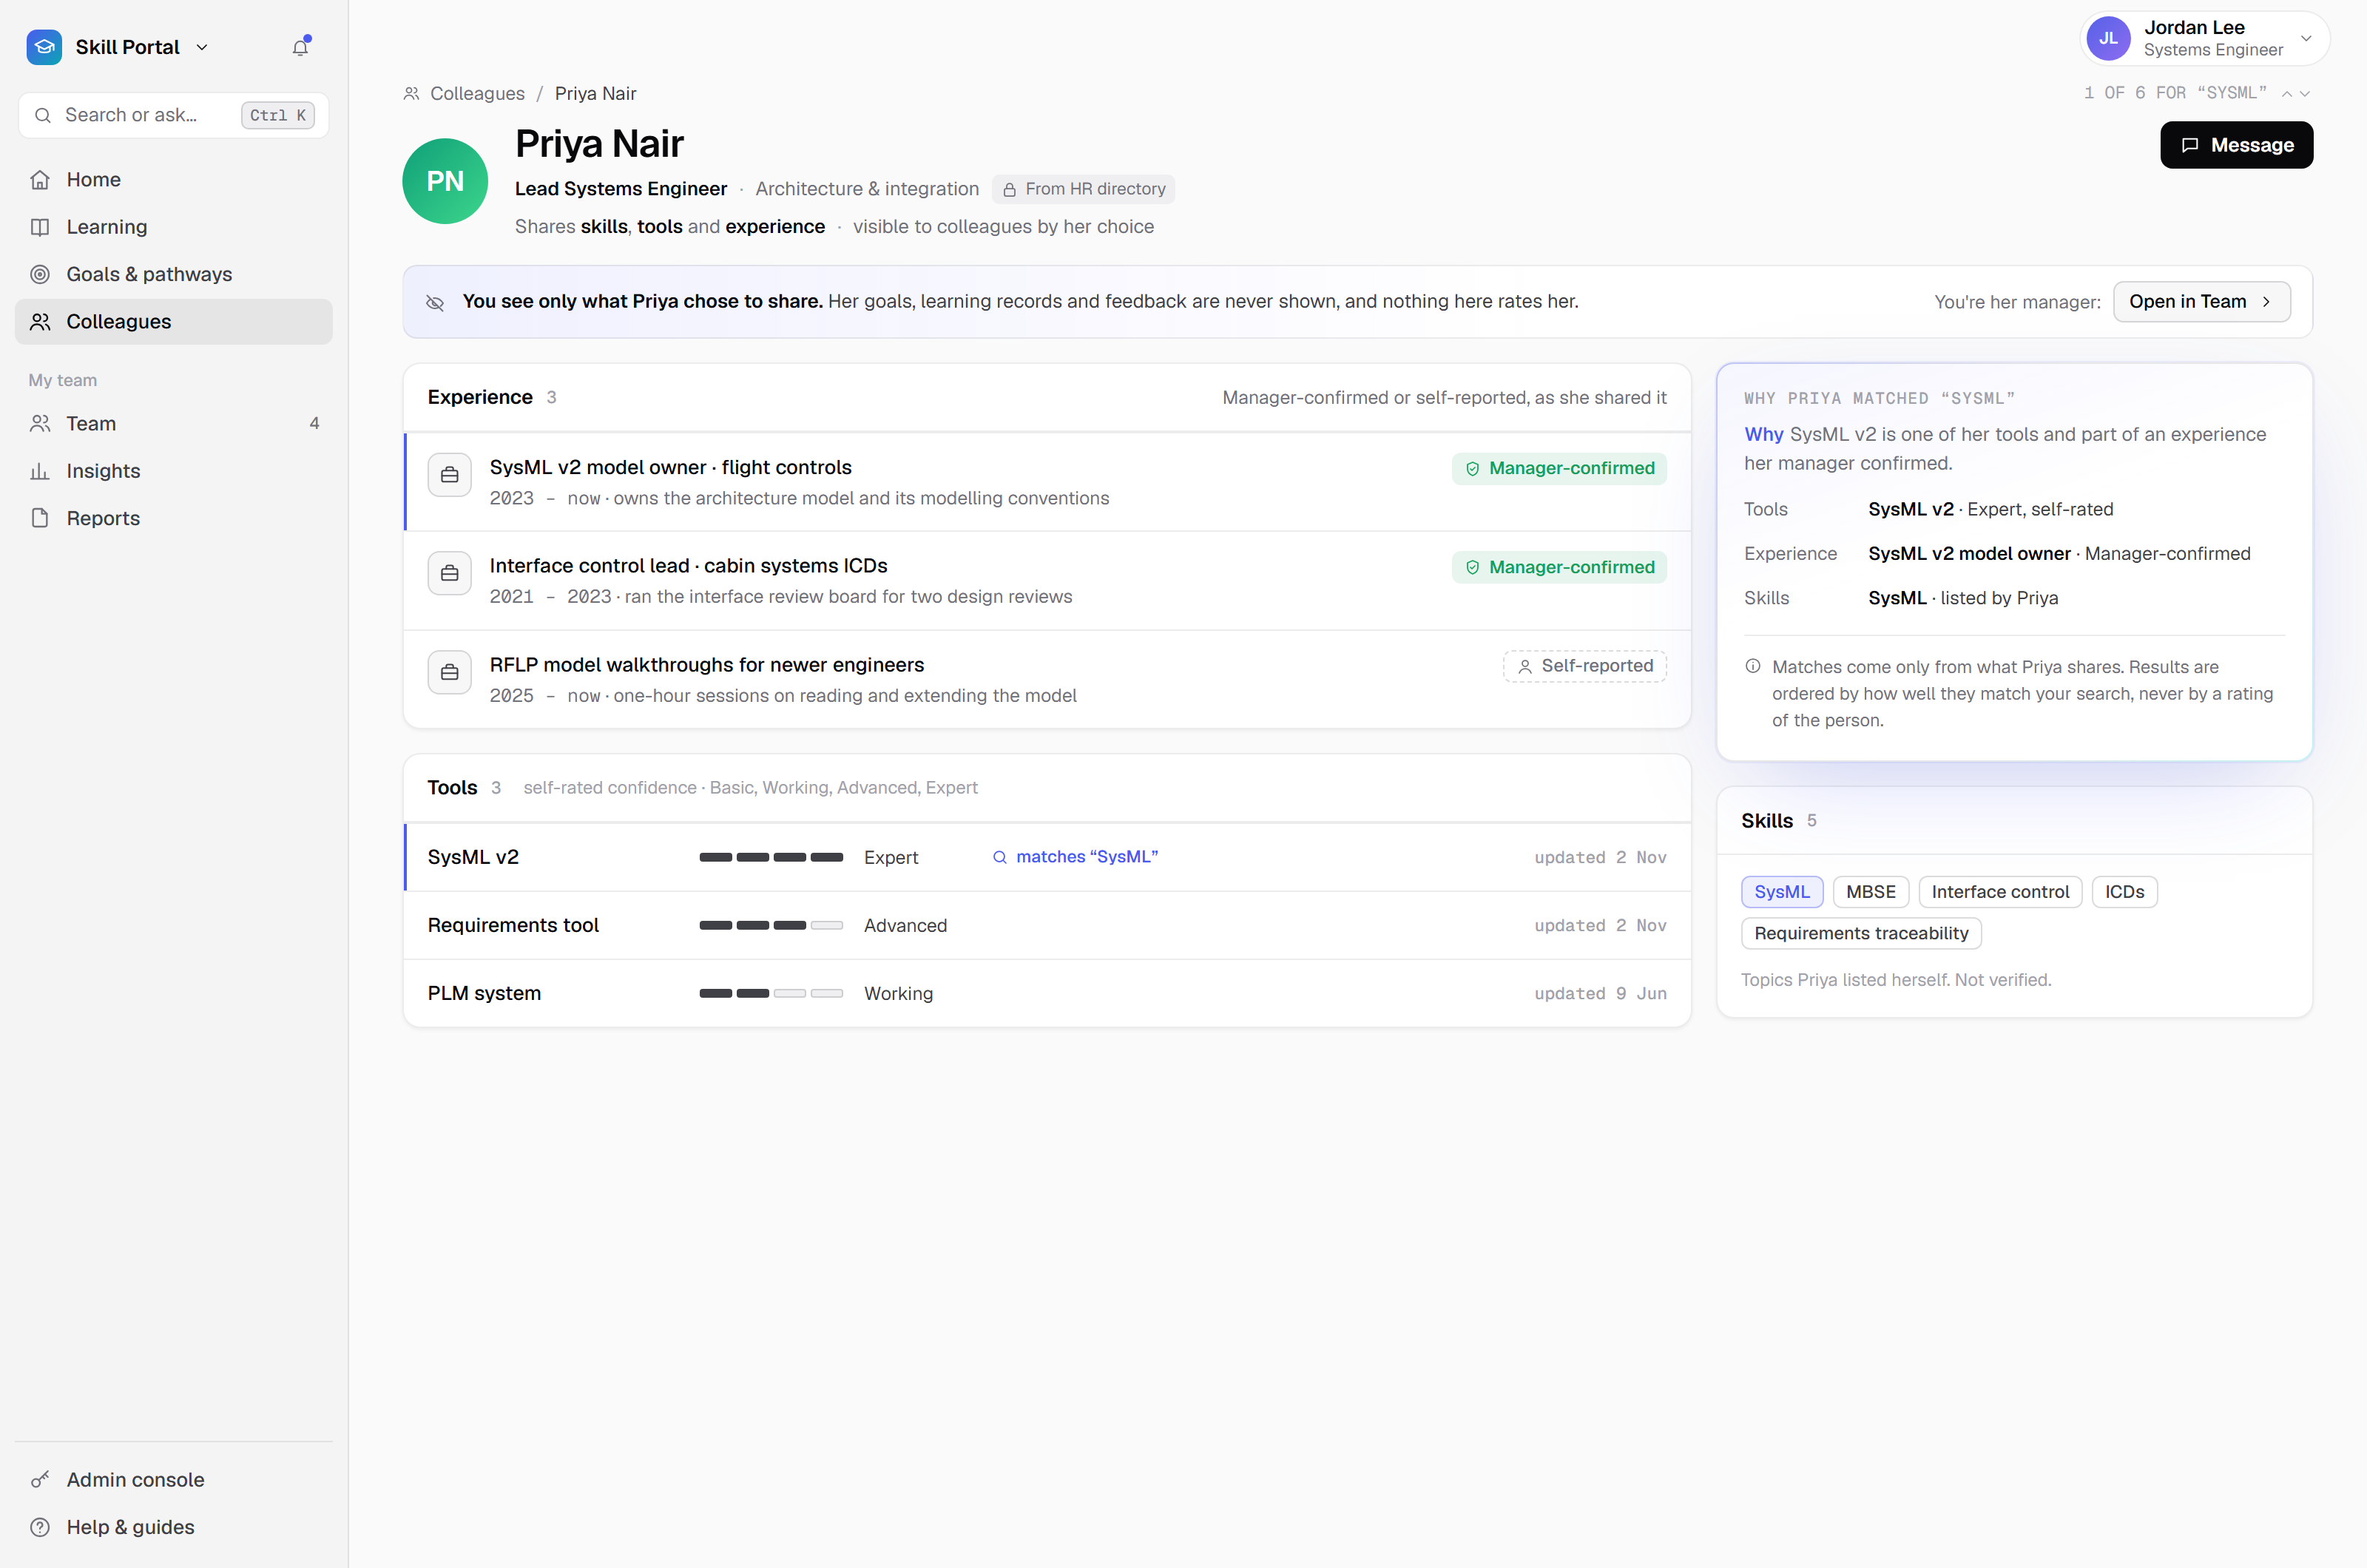 Skill Portal
Search or ask...
Ctrl K
Home
Learning
Goals & pathways
Colleagues
My team
Team 4
Insights
Reports
Admin console
Help & guides
JL
Jordan Lee
Systems Engineer
Colleagues / Priya Nair
1 OF 6 FOR “SYSML”
PN
Priya Nair
Message
Lead Systems Engineer · Architecture & integration From HR directory
Shares skills, tools and experience · visible to colleagues by her choice
You see only what Priya chose to share. Her goals, learning records and feedback are never shown, and nothing here rates her.
You're her manager: Open in Team
Experience 3
Manager-confirmed or self-reported, as she shared it
SysML v2 model owner · flight controls
Manager-confirmed
2023 – now · owns the architecture model and its modelling conventions
Interface control lead · cabin systems ICDs
Manager-confirmed
2021 – 2023 · ran the interface review board for two design reviews
RFLP model walkthroughs for newer engineers
Self-reported
2025 – now · one-hour sessions on reading and extending the model
Tools 3 self-rated confidence · Basic, Working, Advanced, Expert
SysML v2 Expert matches “SysML” updated 2 Nov
Requirements tool Advanced updated 2 Nov
PLM system Working updated 9 Jun
WHY PRIYA MATCHED “SYSML”
Why SysML v2 is one of her tools and part of an experience
her manager confirmed.
Tools SysML v2 · Expert, self-rated
Experience SysML v2 model owner · Manager-confirmed
Skills SysML · listed by Priya
Matches come only from what Priya shares. Results are
ordered by how well they match your search, never by a rating
of the person.
Skills 5
SysML MBSE Interface control ICDs
Requirements traceability
Topics Priya listed herself. Not verified.